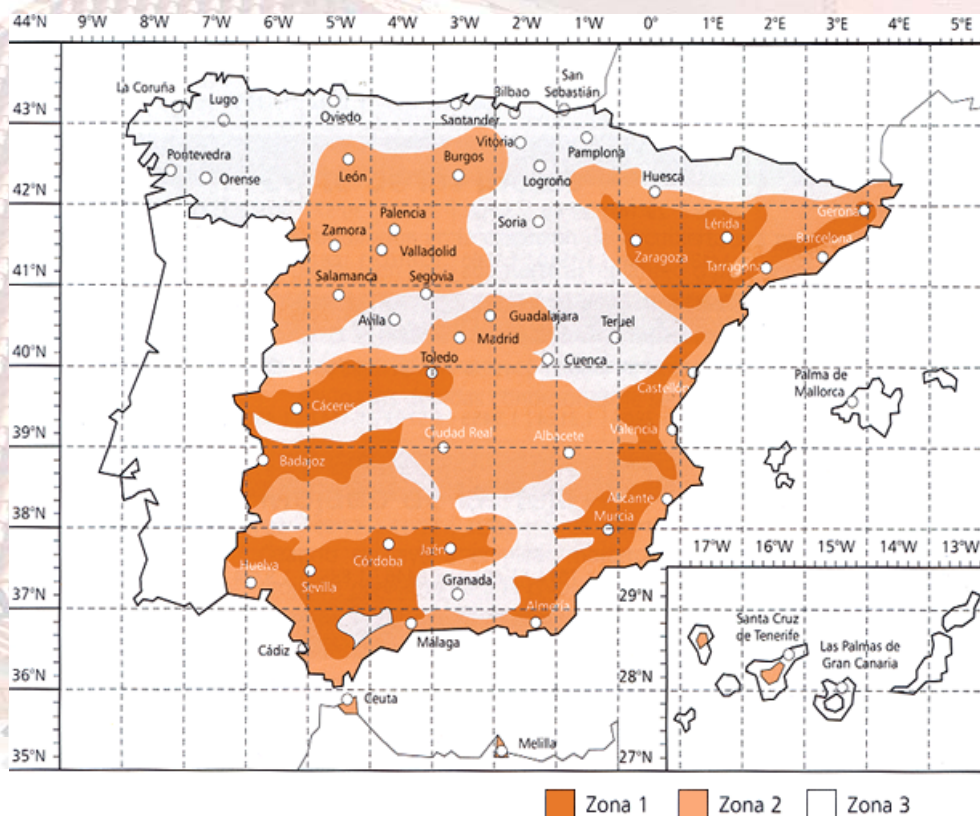 44°N 8°W 7°W 6°W 5°W 4°W 3°W 2°W 1°W 0° 1°E 2°E 3°E 4°E 5°E
San
Sebastián
La Coruña
Bilbao
Lugo
Oviedo
Santander
43°N
Vitoria
Pamplona
Pontevedra
Burgos
Orense
León
Logroño
Huesca
42°N
Palencia
Soria
Gerona
Zamora
Lérida
Barcelona
Valladolid
Zaragoza
Tarragona
41°N
Salamanca
Segovia
Avila
Guadalajara
Teruel
Madrid
40°N
Toledo
Cuenca
Palma de
Mallorca
Castellón
Cáceres
39°N
Ciudad Real
Albacete
Valencia
Badajoz
Alicante
38°N
Murcia
Jaén
Córdoba
17°W 16°W 15°W 14°W 13°W
Huelva
Sevilla
Granada
37°N
Almería
29°N
Santa Cruz
de Tenerife
Cádiz
Málaga
Las Palmas de
Gran Canaria
36°N
28°N
Ceuta
Melilla
35°N
27°N
Zona 1 Zona 2 Zona 3